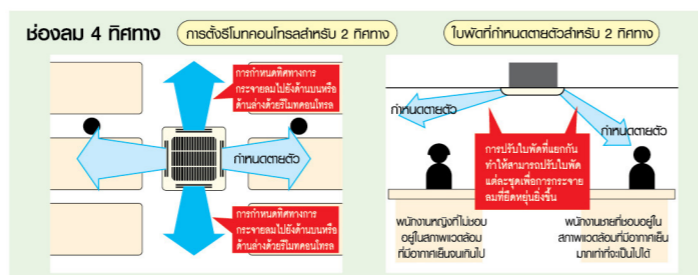 ช่องลม 4 ทิศทาง
การตั้งรีโมทคอนโทรลสำหรับ 2 ทิศทาง
ใบพัดที่กำหนดตายตัวสำหรับ 2 ทิศทาง
การกำหนดทิศทางการ
กระจายลมไปยังด้านบนหรือ
ด้านล่างด้วยรีโมทคอนโทรล
กำหนดตายตัว
การกำหนดทิศทางการ
กระจายลมไปยังด้านบนหรือ
ด้านล่างด้วยรีโมทคอนโทรล
กำหนดตายตัว
กำหนดตายตัว
การปรับใบพัดที่แยกกัน
ทำให้สามารถปรับใบพัด
แต่ละชุดเพื่อการกระจาย
ลมที่ยืดหยุ่นยิ่งขึ้น
พนักงานหญิงที่ไม่ชอบ
อยู่ในสภาพแวดล้อม
ที่มีอากาศเย็นจนเกินไป
พนักงานชายที่ชอบอยู่ใน
สภาพแวดล้อมที่มีอากาศเย็น
มากเท่าที่จะเป็นไปได้